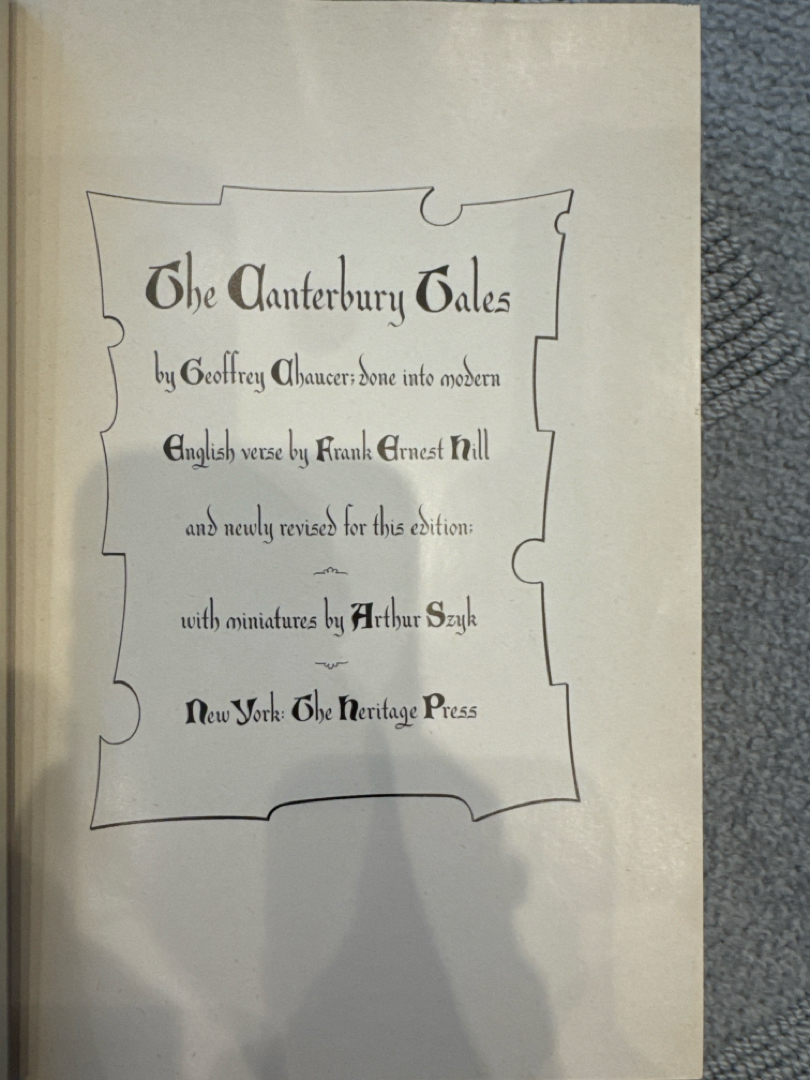 The Canterbury Tales
by Geoffrey Chaucer; done into modern
English verse by Frank Ernest Hill
and newly revised for this edition;
with miniatures by Arthur Szyk
New York: The Heritage Press